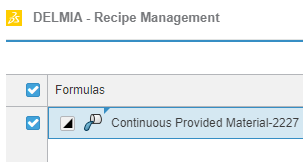 DELMIA - Recipe Management
Formulas
Continuous Provided Material-2227